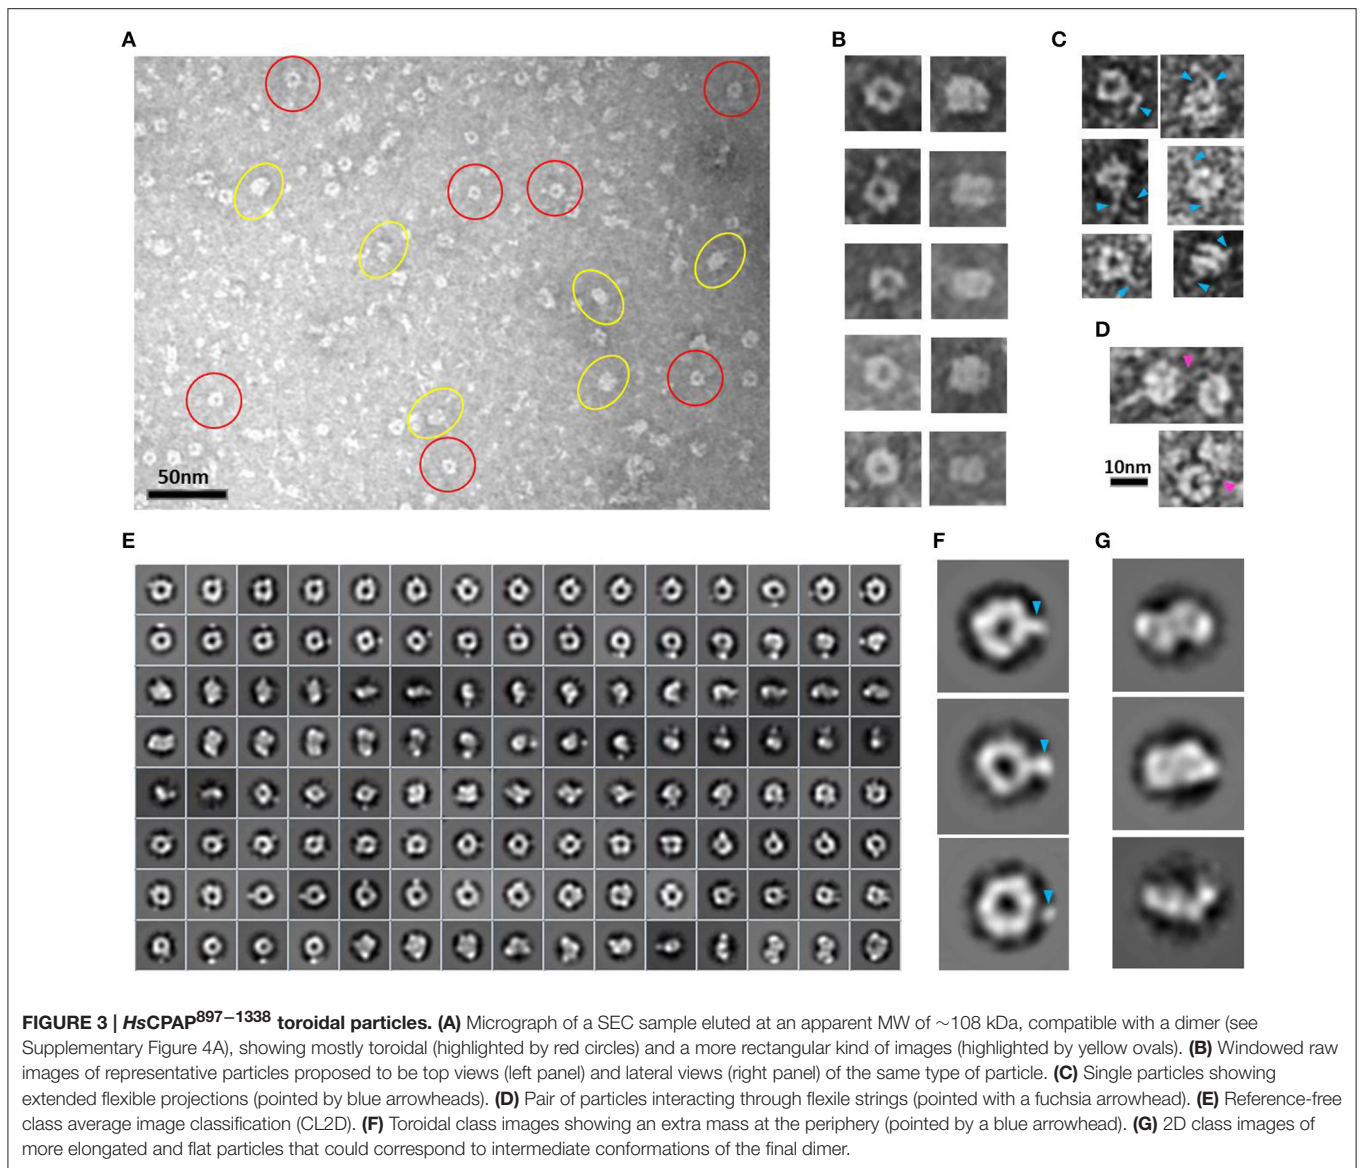 A
B
C
50nm
D
10nm
E
F
G
FIGURE 3 | HsCPAP897–1338 toroidal particles. (A) Micrograph of a SEC sample eluted at an apparent MW of ∼108 kDa, compatible with a dimer (see
Supplementary Figure 4A), showing mostly toroidal (highlighted by red circles) and a more rectangular kind of images (highlighted by yellow ovals). (B) Windowed raw
images of representative particles proposed to be top views (left panel) and lateral views (right panel) of the same type of particle. (C) Single particles showing
extended flexible projections (pointed by blue arrowheads). (D) Pair of particles interacting through flexile strings (pointed with a fuchsia arrowhead). (E) Reference-free
class average image classification (CL2D). (F) Toroidal class images showing an extra mass at the periphery (pointed by a blue arrowhead). (G) 2D class images of
more elongated and flat particles that could correspond to intermediate conformations of the final dimer.